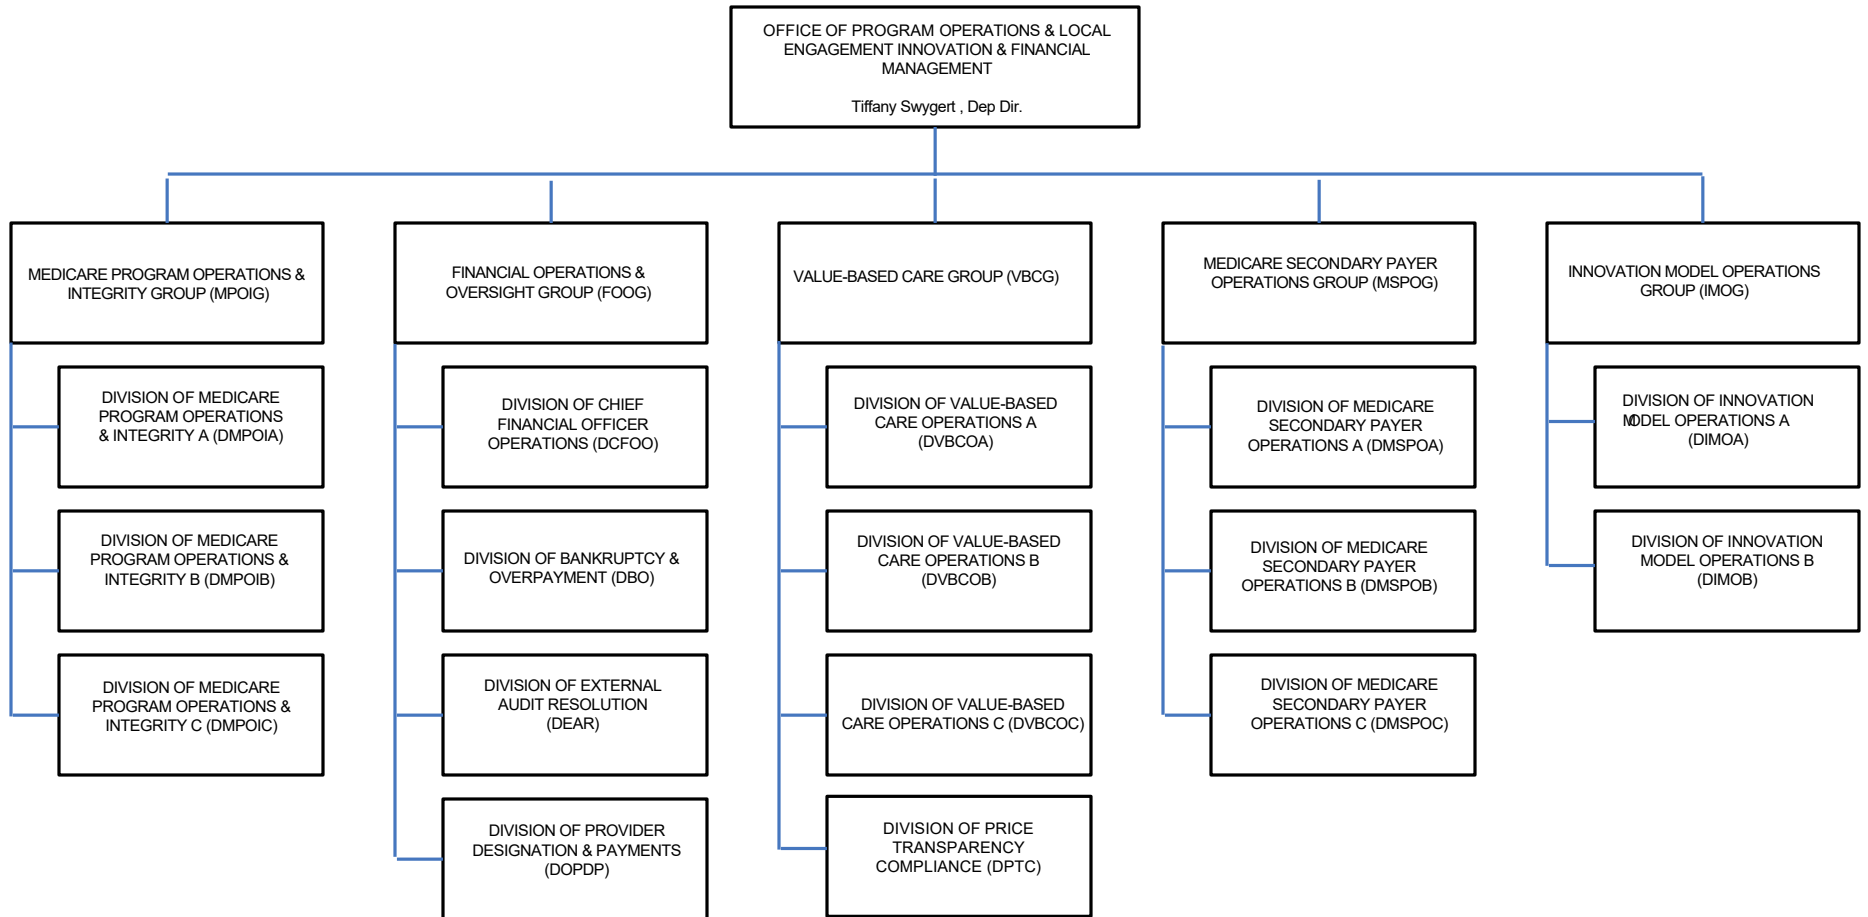 OFFICE OF PROGRAM OPERATIONS & LOCAL
ENGAGEMENT INNOVATION & FINANCIAL
MANAGEMENT
Tiffany Swygert , Dep Dir.
MEDICARE PROGRAM OPERATIONS &
INTEGRITY GROUP (MPOIG)
DIVISION OF MEDICARE
PROGRAM OPERATIONS
& INTEGRITY A (DMPOIA)
DIVISION OF MEDICARE
PROGRAM OPERATIONS &
INTEGRITY B (DMPOIB)
DIVISION OF MEDICARE
PROGRAM OPERATIONS &
INTEGRITY C (DMPOIC)
FINANCIAL OPERATIONS &
OVERSIGHT GROUP (FOOG)
DIVISION OF CHIEF
FINANCIAL OFFICER
OPERATIONS (DCFOO)
DIVISION OF BANKRUPTCY &
OVERPAYMENT (DBO)
DIVISION OF EXTERNAL
AUDIT RESOLUTION
(DEAR)
DIVISION OF PROVIDER
DESIGNATION & PAYMENTS
(DOPDP)
VALUE-BASED CARE GROUP (VBCG)
DIVISION OF VALUE-BASED
CARE OPERATIONS A
(DVBCOA)
DIVISION OF VALUE-BASED
CARE OPERATIONS B
(DVBCOB)
DIVISION OF VALUE-BASED
CARE OPERATIONS C (DVBCOC)
DIVISION OF PRICE
TRANSPARENCY
COMPLIANCE (DPTC)
MEDICARE SECONDARY PAYER
OPERATIONS GROUP (MSPOG)
DIVISION OF MEDICARE
SECONDARY PAYER
OPERATIONS A (DMSPOA)
DIVISION OF MEDICARE
SECONDARY PAYER
OPERATIONS B (DMSPOB)
DIVISION OF MEDICARE
SECONDARY PAYER
OPERATIONS C (DMSPOC)
INNOVATION MODEL OPERATIONS
GROUP (IMOG)
DIVISION OF INNOVATION
MODEL OPERATIONS A
(DIMOA)
DIVISION OF INNOVATION
MODEL OPERATIONS B
(DIMOB)